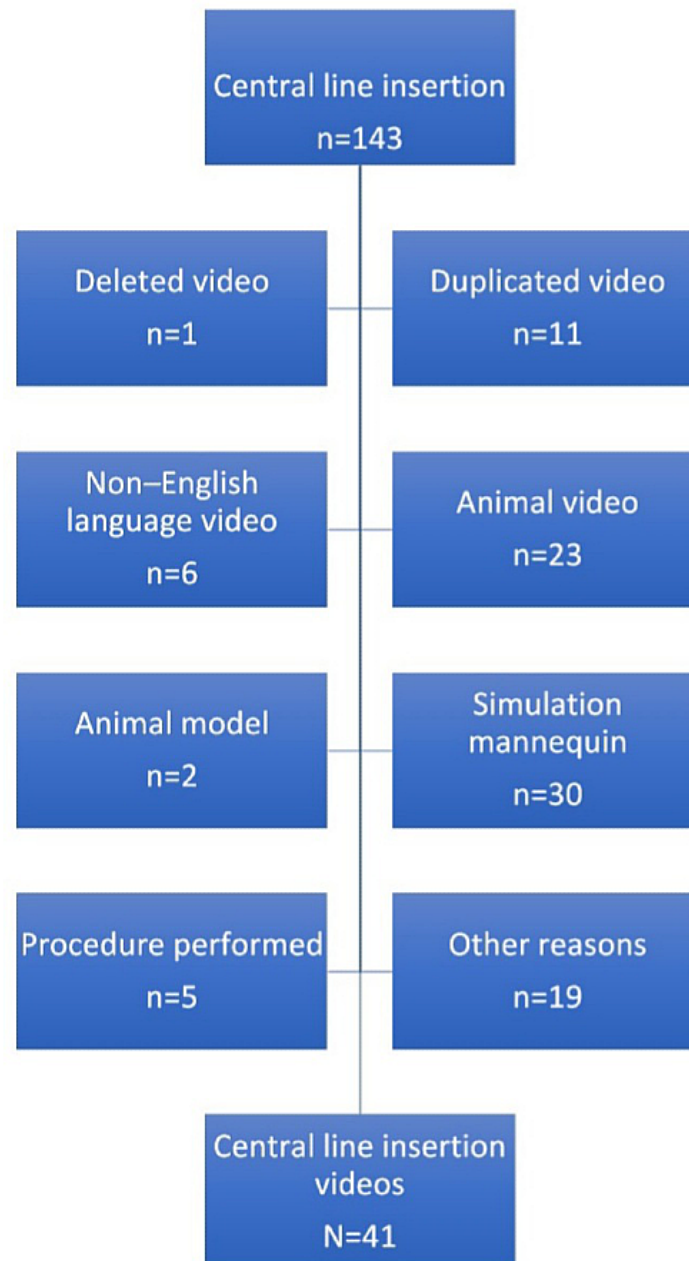 Central line insertion
n=143
Deleted video
n=1
Duplicated video
n=11
Non–English
language video
n=6
Animal video
n=23
Animal model
n=2
Simulation
mannequin
n=30
Procedure performed
n=5
Other reasons
n=19
Central line insertion
videos
N=41